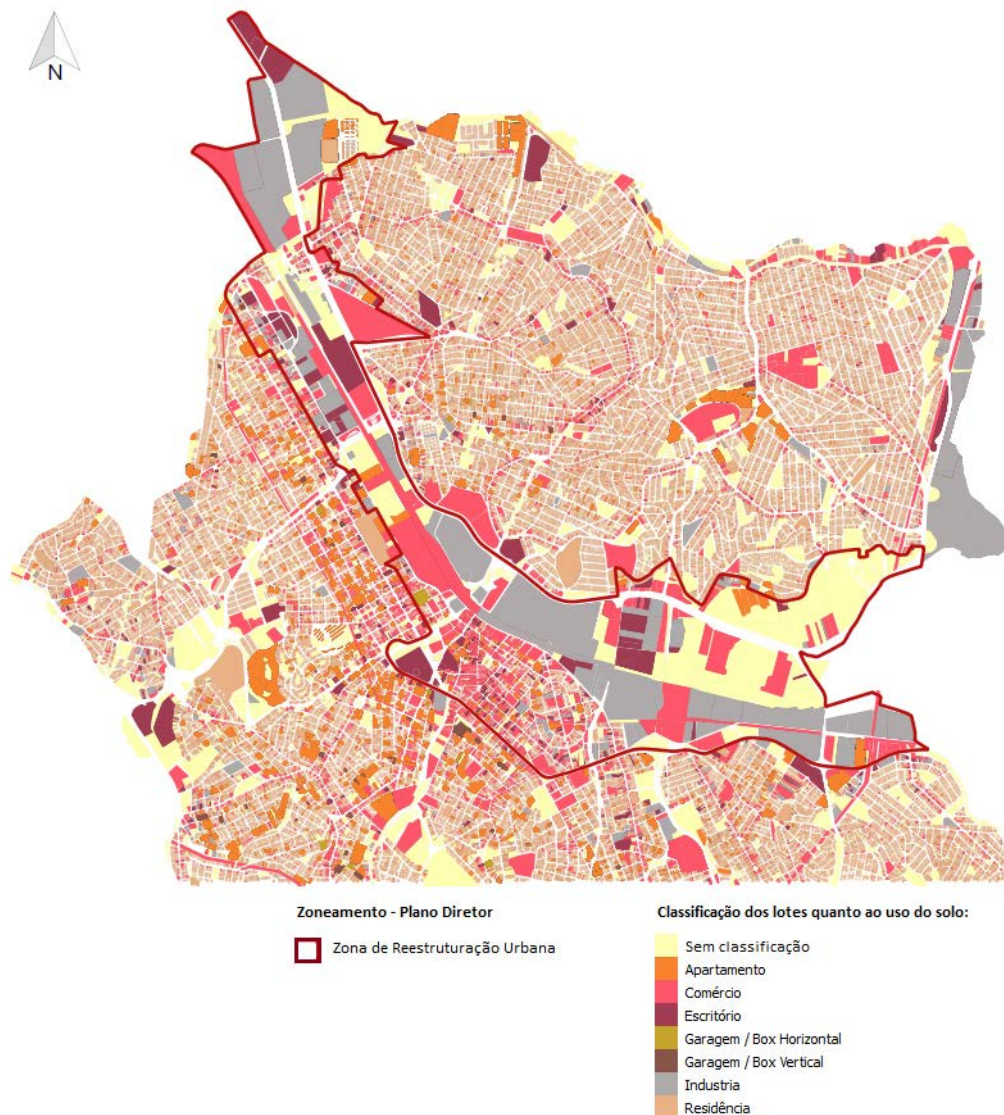 N
Zoneamento - Plano Diretor
Zona de Reestruturação Urbana
Classificação dos lotes quanto ao uso do solo:
Sem classificação
Apartamento
Comércio
Escritório
Garagem / Box Horizontal
Garagem / Box Vertical
Industria
Residência